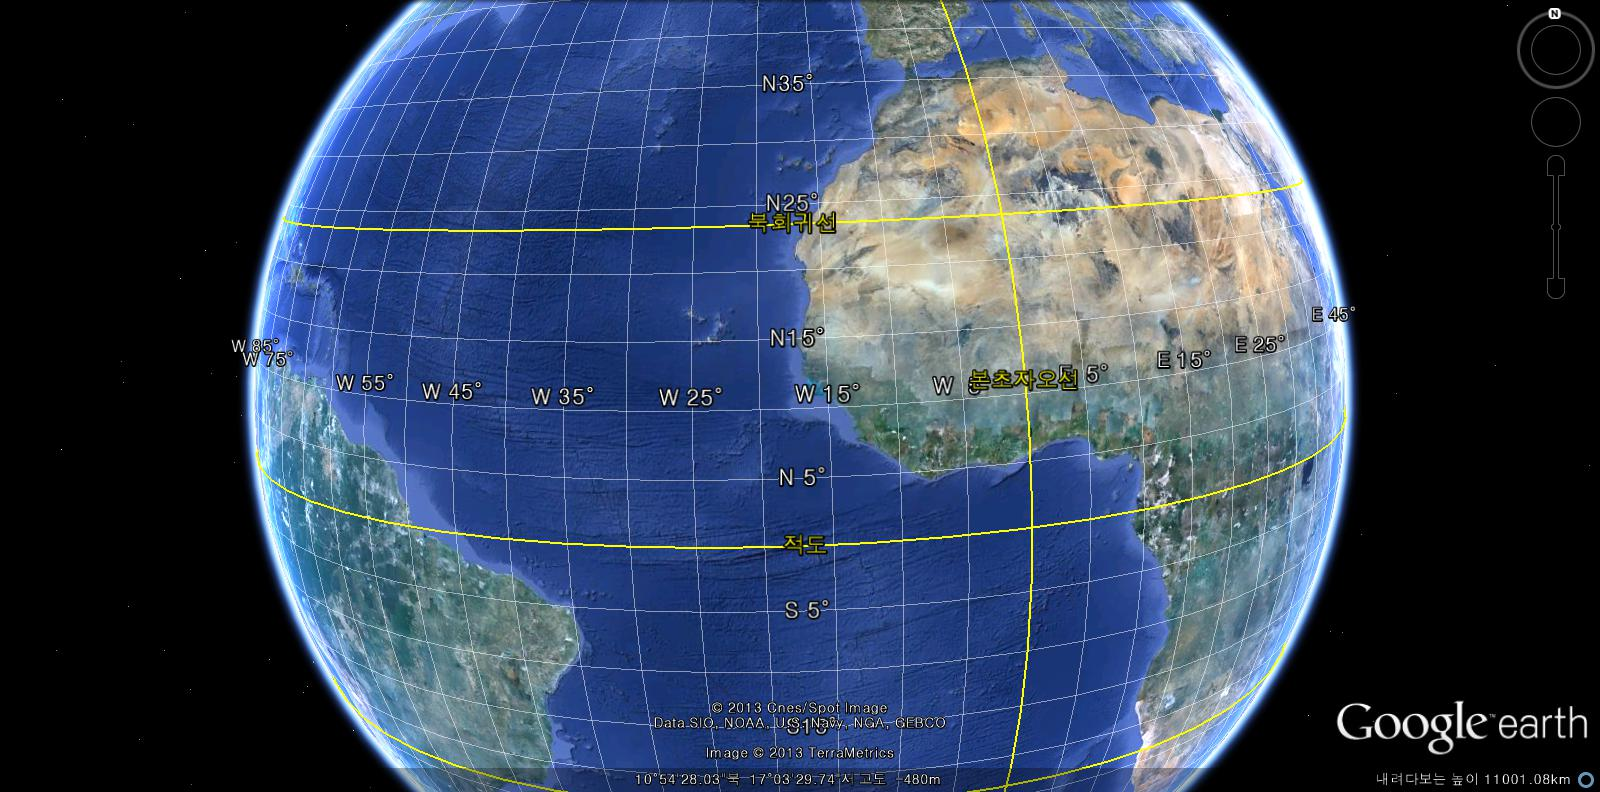 N
N35°
N25°
북회귀선
E 45°
N15°
W 85°
W 75°
E 25°
E 15°
W 55°
W 45°
W 35°
W 25°
W 15°
W
본초자오선
5°
N 5°
적도
S 5°
© 2013 Cnes/Spot Image
Data SIO, NOAA, U.S. Navy, NGA, GEBCO
Image © 2013 TerraMetrics
Google™ earth
10°54'28.03"북 17°03'29.74"서 고도 -480m
내려다보는 높이 11001.08km